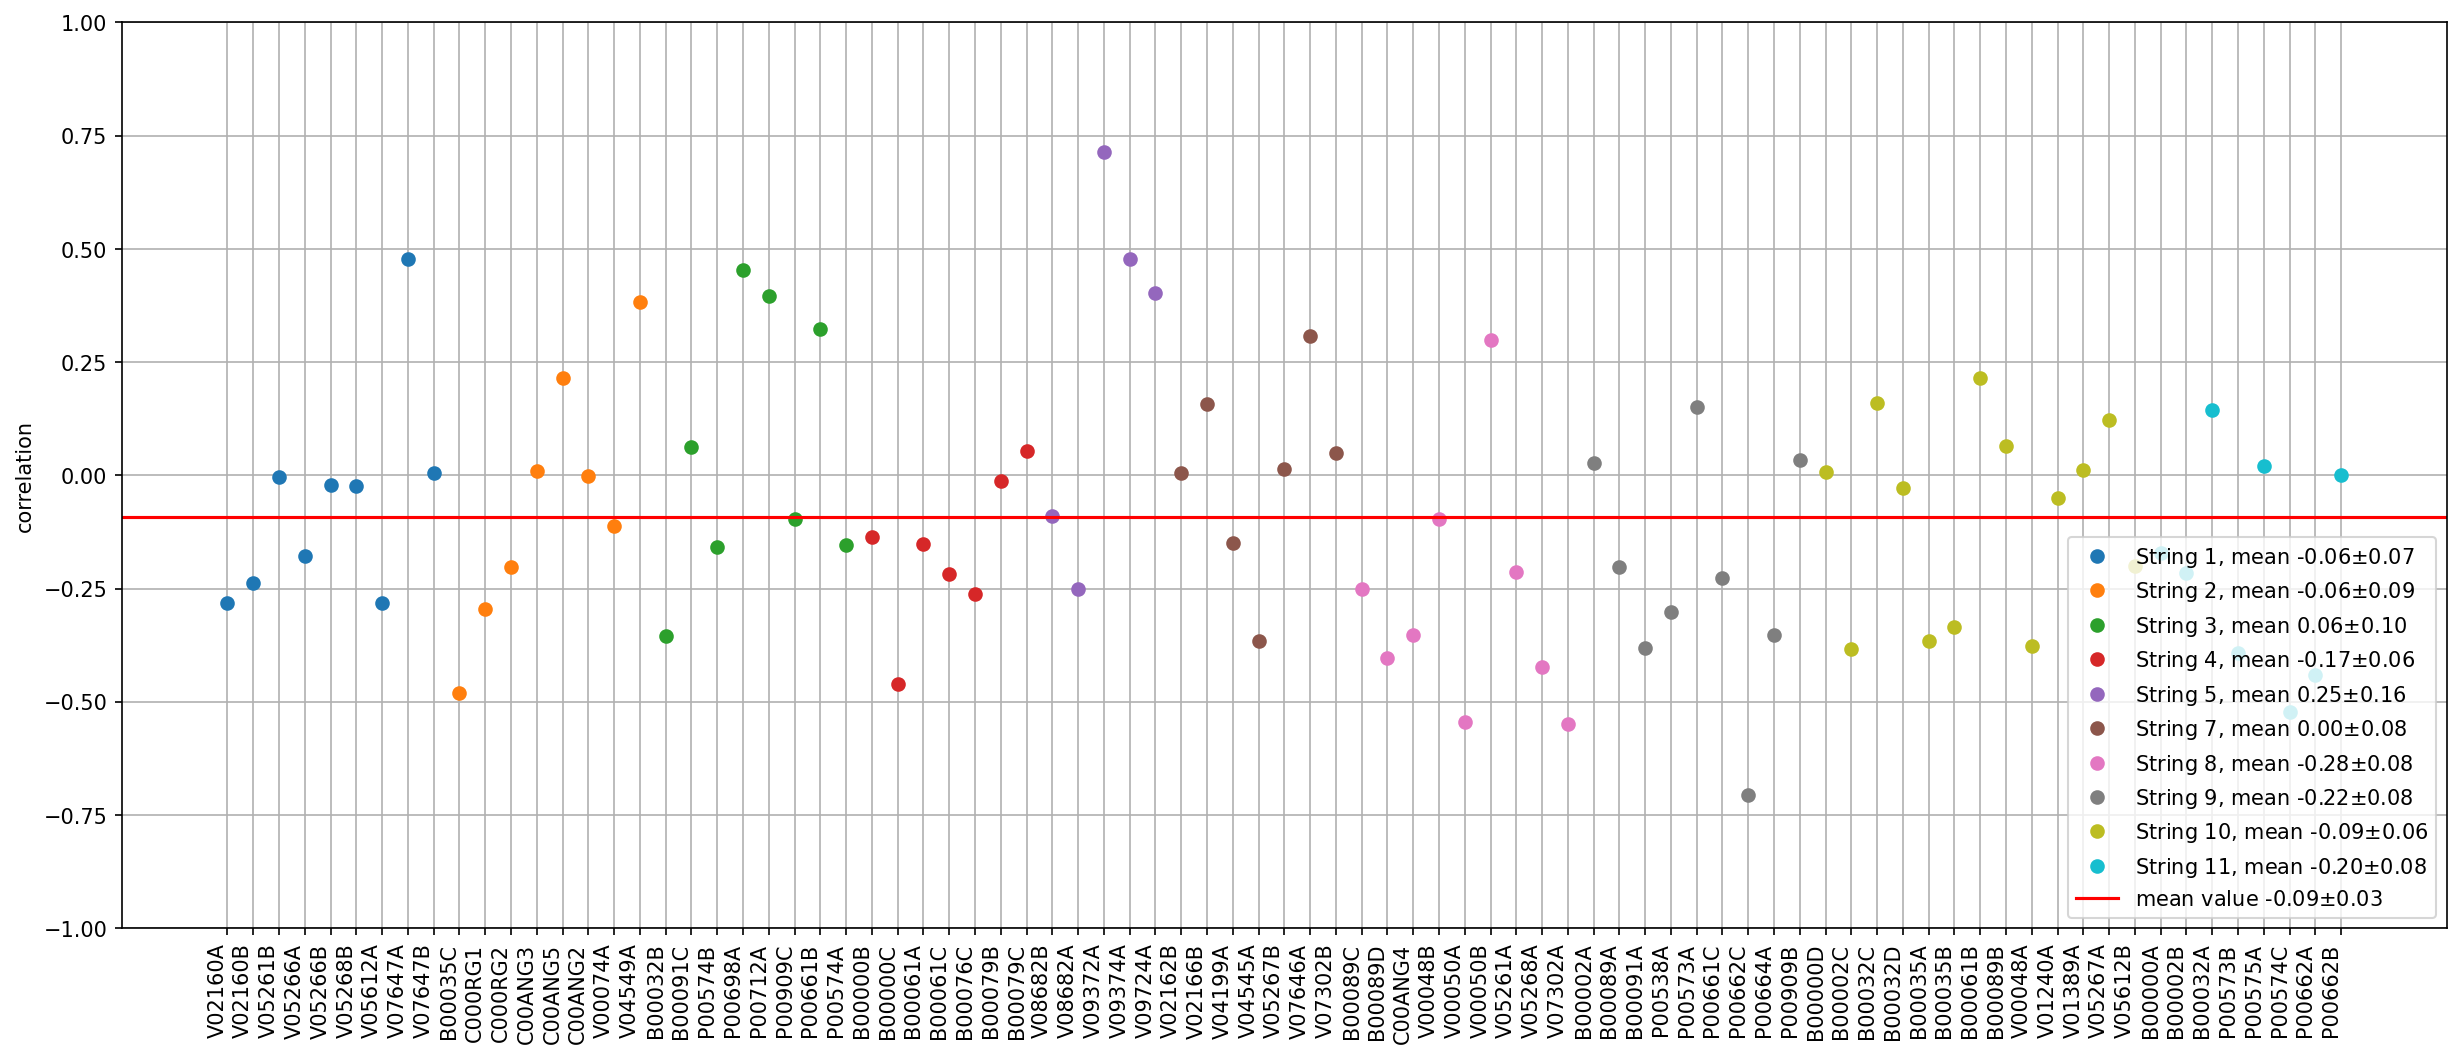 1.00
0.75
0.50
0.25
0.00
−0.25
−0.50
−0.75
−1.00
correlation
String 1, mean -0.06±0.07
String 2, mean -0.06±0.09
String 3, mean 0.06±0.10
String 4, mean -0.17±0.06
String 5, mean 0.25±0.16
String 7, mean 0.00±0.08
String 8, mean -0.28±0.08
String 9, mean -0.22±0.08
String 10, mean -0.09±0.06
String 11, mean -0.20±0.08
mean value -0.09±0.03
V02160A
V02160B
V05261B
V05266A
V05266B
V05268B
V05612A
V07647A
V07647B
B00035C
C000RG1
C000RG2
C00ANG3
C00ANG5
C00ANG2
V00074A
V04549A
B00032B
B00091C
P00574B
P00698A
P00712A
P00909C
P00661B
P00574A
B00000B
B00000C
B00061A
B00061C
B00076C
B00079B
B00079C
V08682B
V08682A
V09372A
V09374A
V09724A
V02162B
V02166B
V04199A
V04545A
V05267B
V07646A
V07302B
B00089C
B00089D
C00ANG4
V00048B
V00050A
V00050B
V05261A
V05268A
V07302A
B00002A
B00089A
B00091A
P00538A
P00573A
P00661C
P00662C
P00664A
P00909B
B00000D
B00002C
B00032C
B00032D
B00035A
B00035B
B00061B
B00089B
V00048A
V01240A
V01389A
V05267A
V05612B
B00000A
B00002B
B00032A
P00573B
P00575A
P00574C
P00662A
P00662B